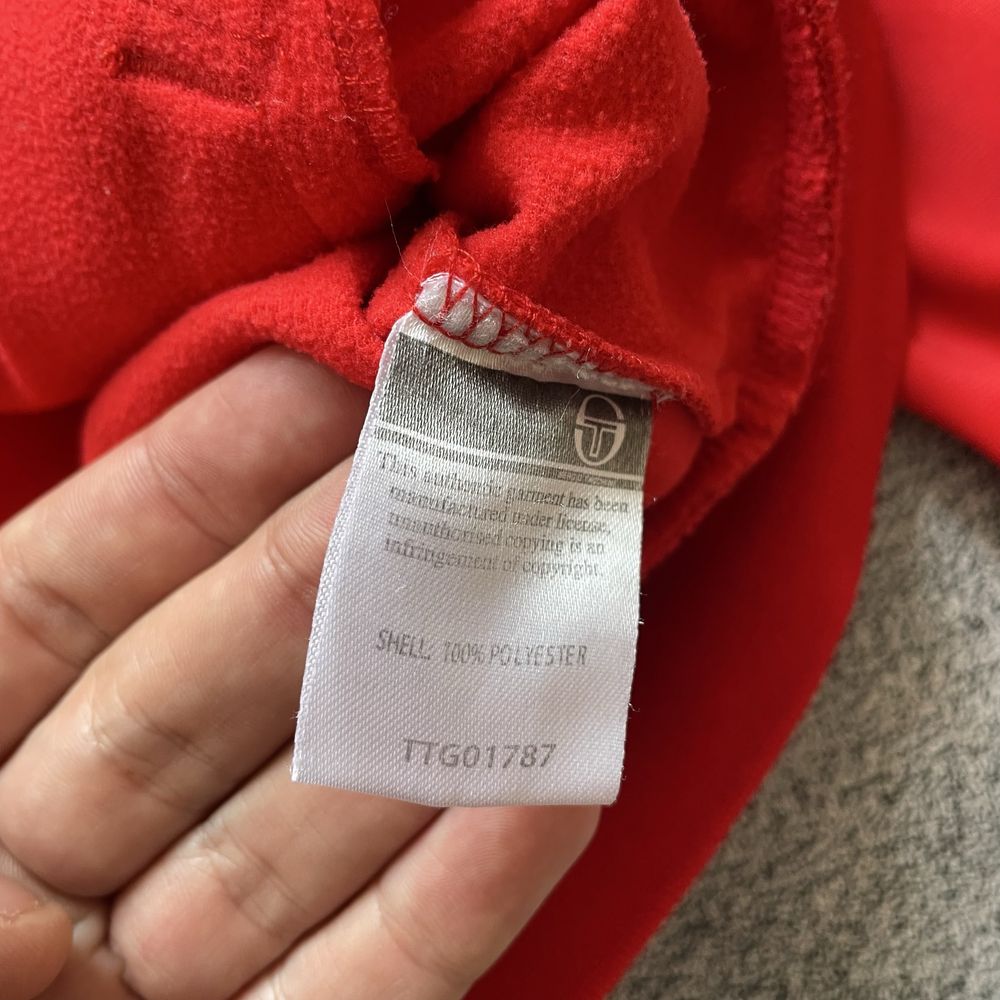 This authentic garment has been
manufactured under license,
unauthorised copying is an
infringement of copyright.
SHELL. 100% POLYESTER
TTG01787